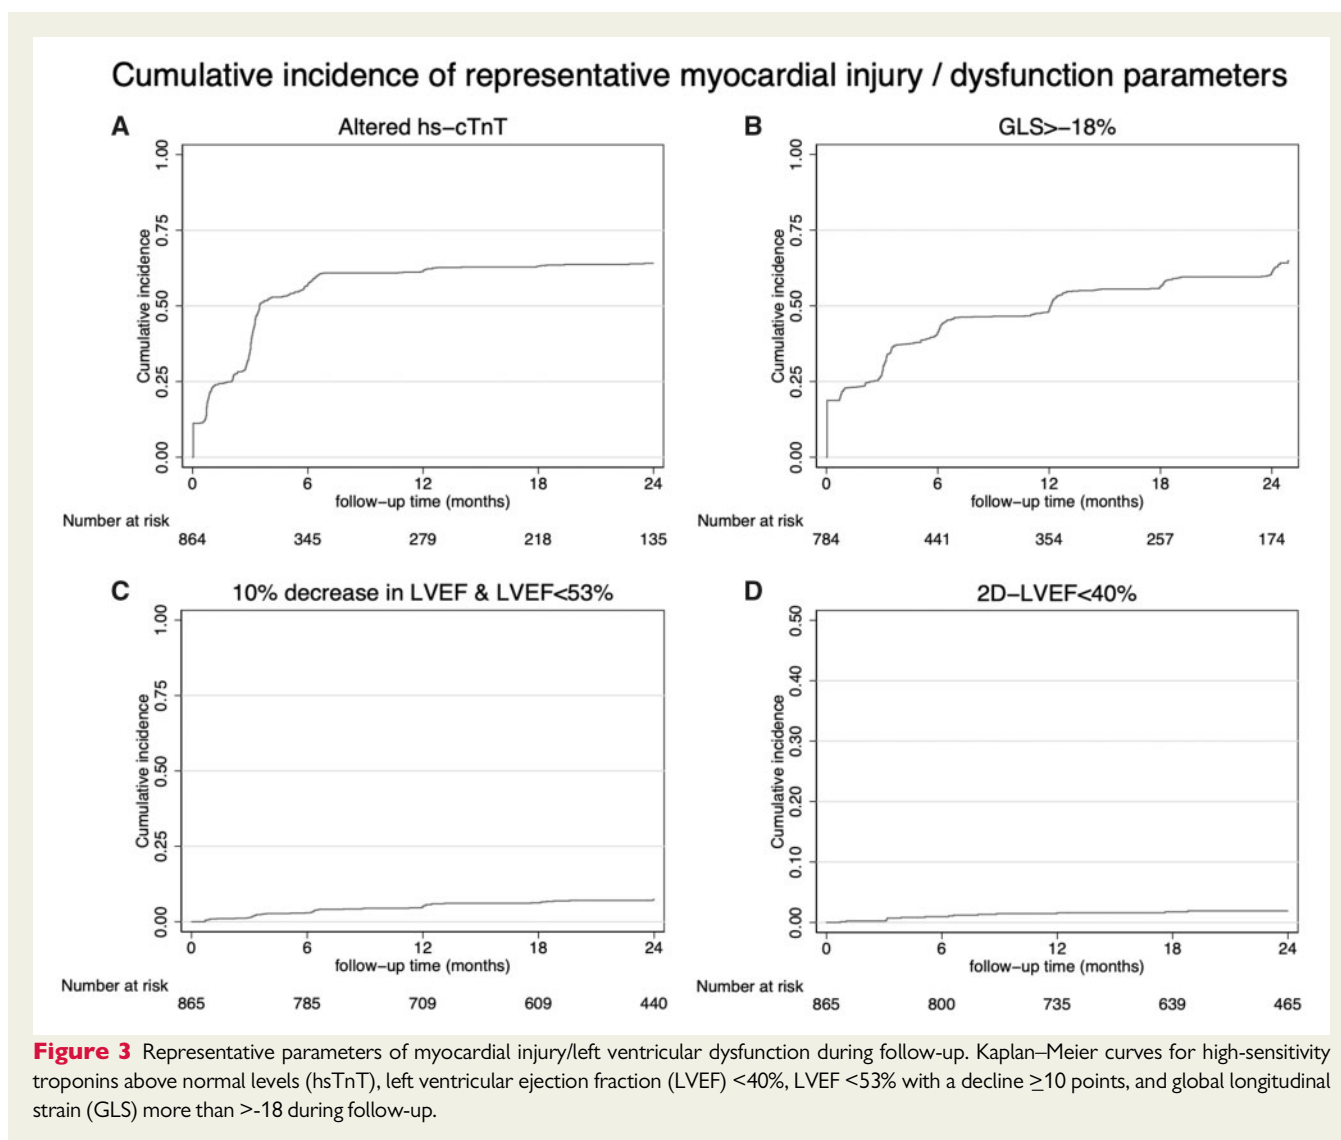 Cumulative incidence of representative myocardial injury / dysfunction parameters
A
Altered hs−cTnT
Cumulative incidence
1.00
0.75
0.50
0.25
0.00
0 6 12 18 24
follow−up time (months)
Number at risk
864 345 279 218 135
B
GLS>−18%
Cumulative incidence
1.00
0.75
0.50
0.25
0.00
0 6 12 18 24
follow−up time (months)
Number at risk
784 441 354 257 174
C
10% decrease in LVEF & LVEF<53%
Cumulative incidence
1.00
0.75
0.50
0.25
0.00
0 6 12 18 24
follow−up time (months)
Number at risk
865 785 709 609 440
D
2D−LVEF<40%
Cumulative incidence
0.50
0.40
0.30
0.20
0.10
0.00
0 6 12 18 24
follow−up time (months)
Number at risk
865 800 735 639 465
Figure 3 Representative parameters of myocardial injury/left ventricular dysfunction during follow-up. Kaplan–Meier curves for high-sensitivity
troponins above normal levels (hsTnT), left ventricular ejection fraction (LVEF) <40%, LVEF <53% with a decline ≥10 points, and global longitudinal
strain (GLS) more than >-18 during follow-up.